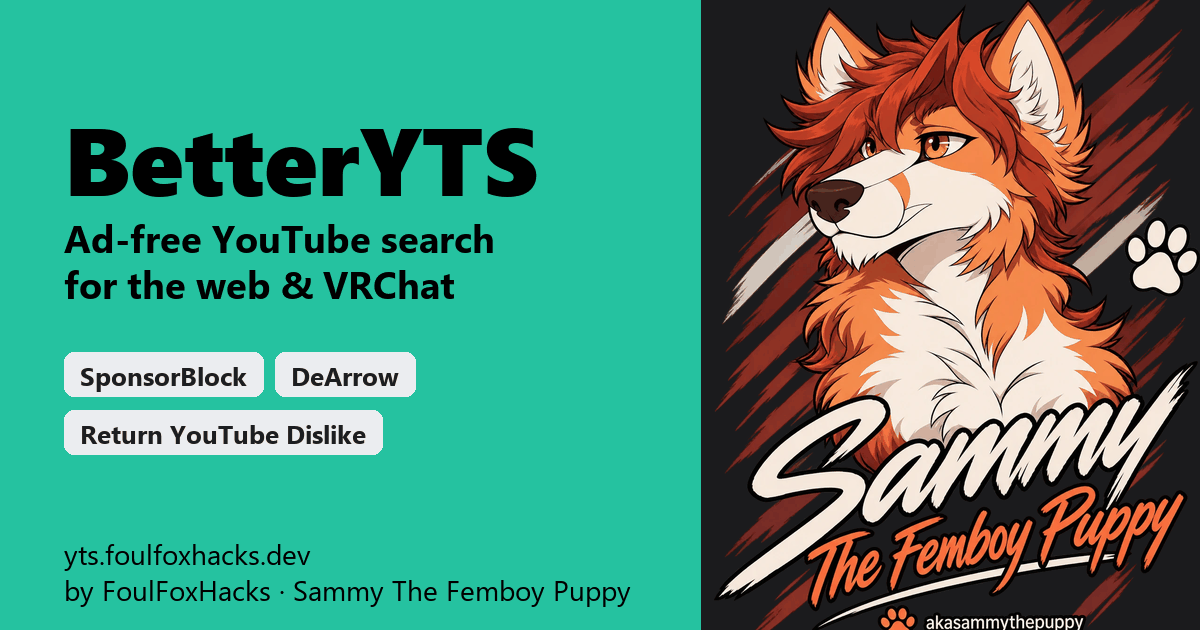 BetterYTS
Ad-free YouTube search
for the web & VRChat
SponsorBlock
DeArrow
Return YouTube Dislike
yts.foulfoxhacks.dev
by FoulFoxHacks · Sammy The Femboy Puppy
Sammy
The Femboy Puppy
akasammythepuppy